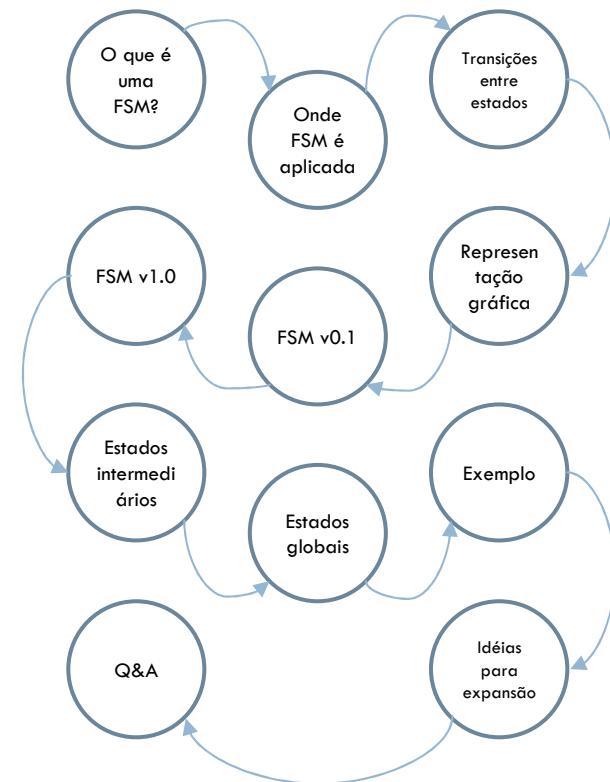 O que é
uma
FSM?
Onde
FSM é
aplicada
Transições
entre
estados
Represen
tação
gráfica
FSM v0.1
FSM v1.0
Estados
intermedi
ários
Estados
globais
Exemplo
Idéias
para
expansão
Q&A